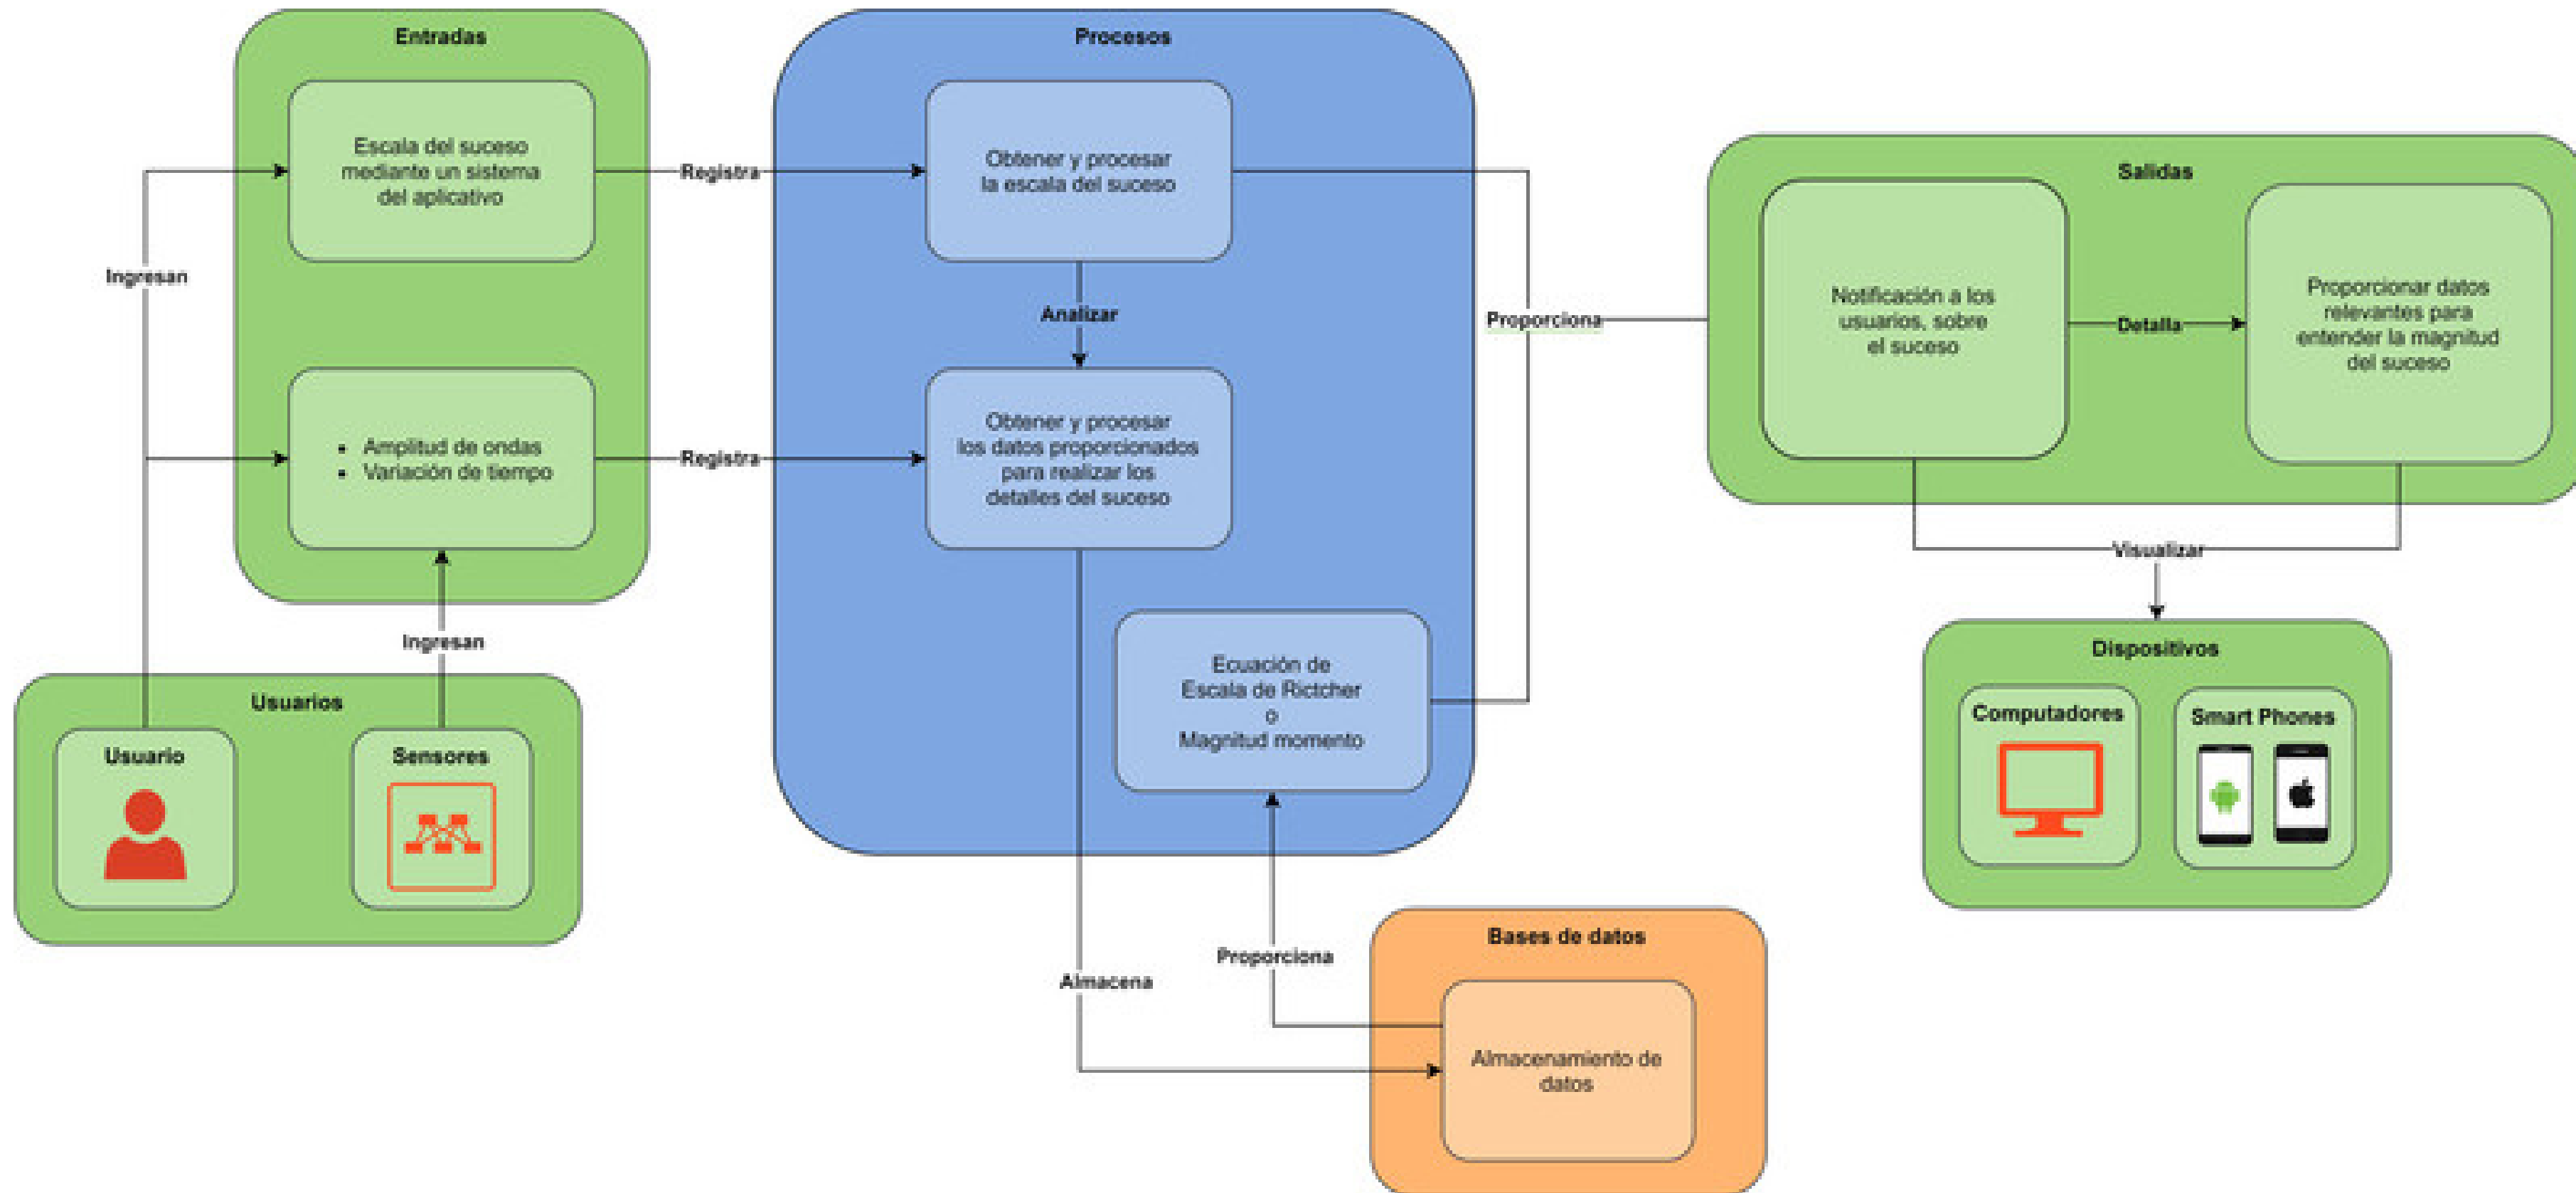 Entradas
Escala del suceso
mediante un sistema
del aplicativo
Ingresan
• Amplitud de ondas
• Variación de tiempo
Ingresan
Usuarios
Usuario
Sensores
Registra
Registra
Procesos
Obtener y procesar
la escala del suceso
Analizar
Obtener y procesar
los datos proporcionados
para realizar los
detalles del suceso
Ecuación de
Escala de Rictcher
o
Magnitud momento
Almacena
Proporciona
Bases de datos
Almacenamiento de
datos
Proporciona
Salidas
Notificación a los
usuarios, sobre
el suceso
Detalla
Proporcionar datos
relevantes para
entender la magnitud
del suceso
Visualizar
Dispositivos
Computadores
Smart Phones